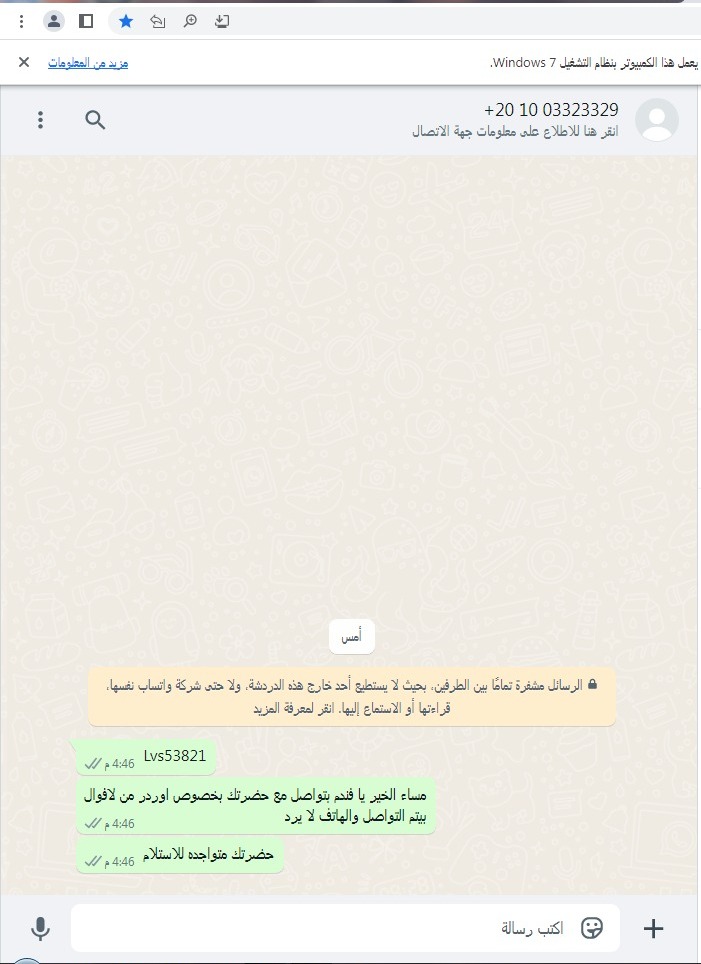 يعمل هذا الكمبيوتر بنظام التشغيل Windows 7.
مزيد من المعلومات
+20 10 03323329
انقر هنا للاطلاع على معلومات جهة الاتصال
أمس
الرسائل مشفرة تمامًا بين الطرفين، بحيث لا يستطيع أحد خارج هذه الدردشة، ولا حتى شركة واتساب نفسها،
قراءتها أو الاستماع إليها. انقر لمعرفة المزيد
Lvs53821
4:46 م
مساء الخير يا فندم بتواصل مع حضرتك بخصوص اوردر من لافوال
بيتم التواصل والهاتف لا يرد
4:46 م
حضرتك متواجده للاستلام
4:46 م
اكتب رسالة